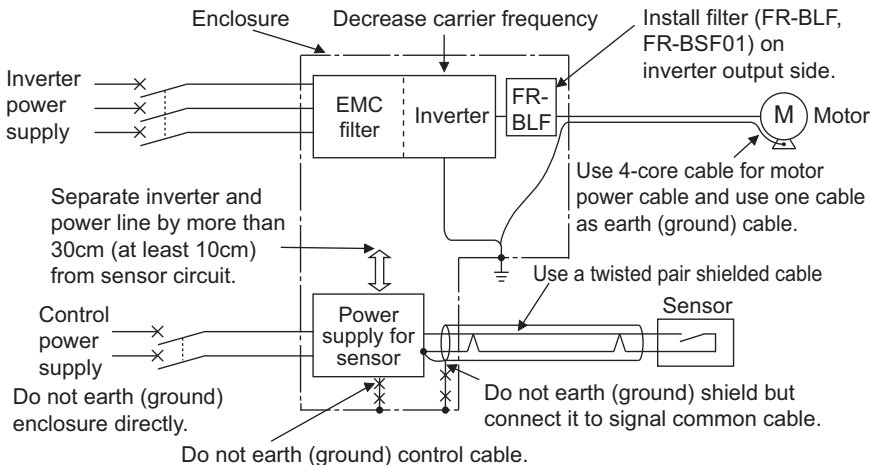 Enclosure
Decrease carrier frequency
Install filter (FR-BLF,
FR-BSF01) on
inverter output side.
Inverter
power
supply
EMC
filter
Inverter
FR-
BLF
M
Motor
Use 4-core cable for motor
power cable and use one cable
as earth (ground) cable.
Separate inverter and
power line by more than
30cm (at least 10cm)
from sensor circuit.
Use a twisted pair shielded cable
Control
power
supply
Power
supply for
sensor
Sensor
Do not earth (ground)
enclosure directly.
Do not earth (ground) shield but
connect it to signal common cable.
Do not earth (ground) control cable.